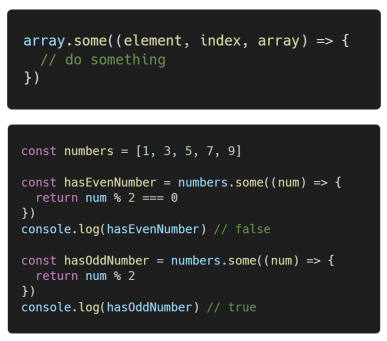 array.some((element, index, array) => {
  // do something
})
const numbers = [1, 3, 5, 7, 9]
const hasEvenNumber = numbers.some((num) => {
  return num % 2 === 0
})
console.log(hasEvenNumber) // false
const hasOddNumber = numbers.some((num) => {
  return num % 2
})
console.log(hasOddNumber) // true